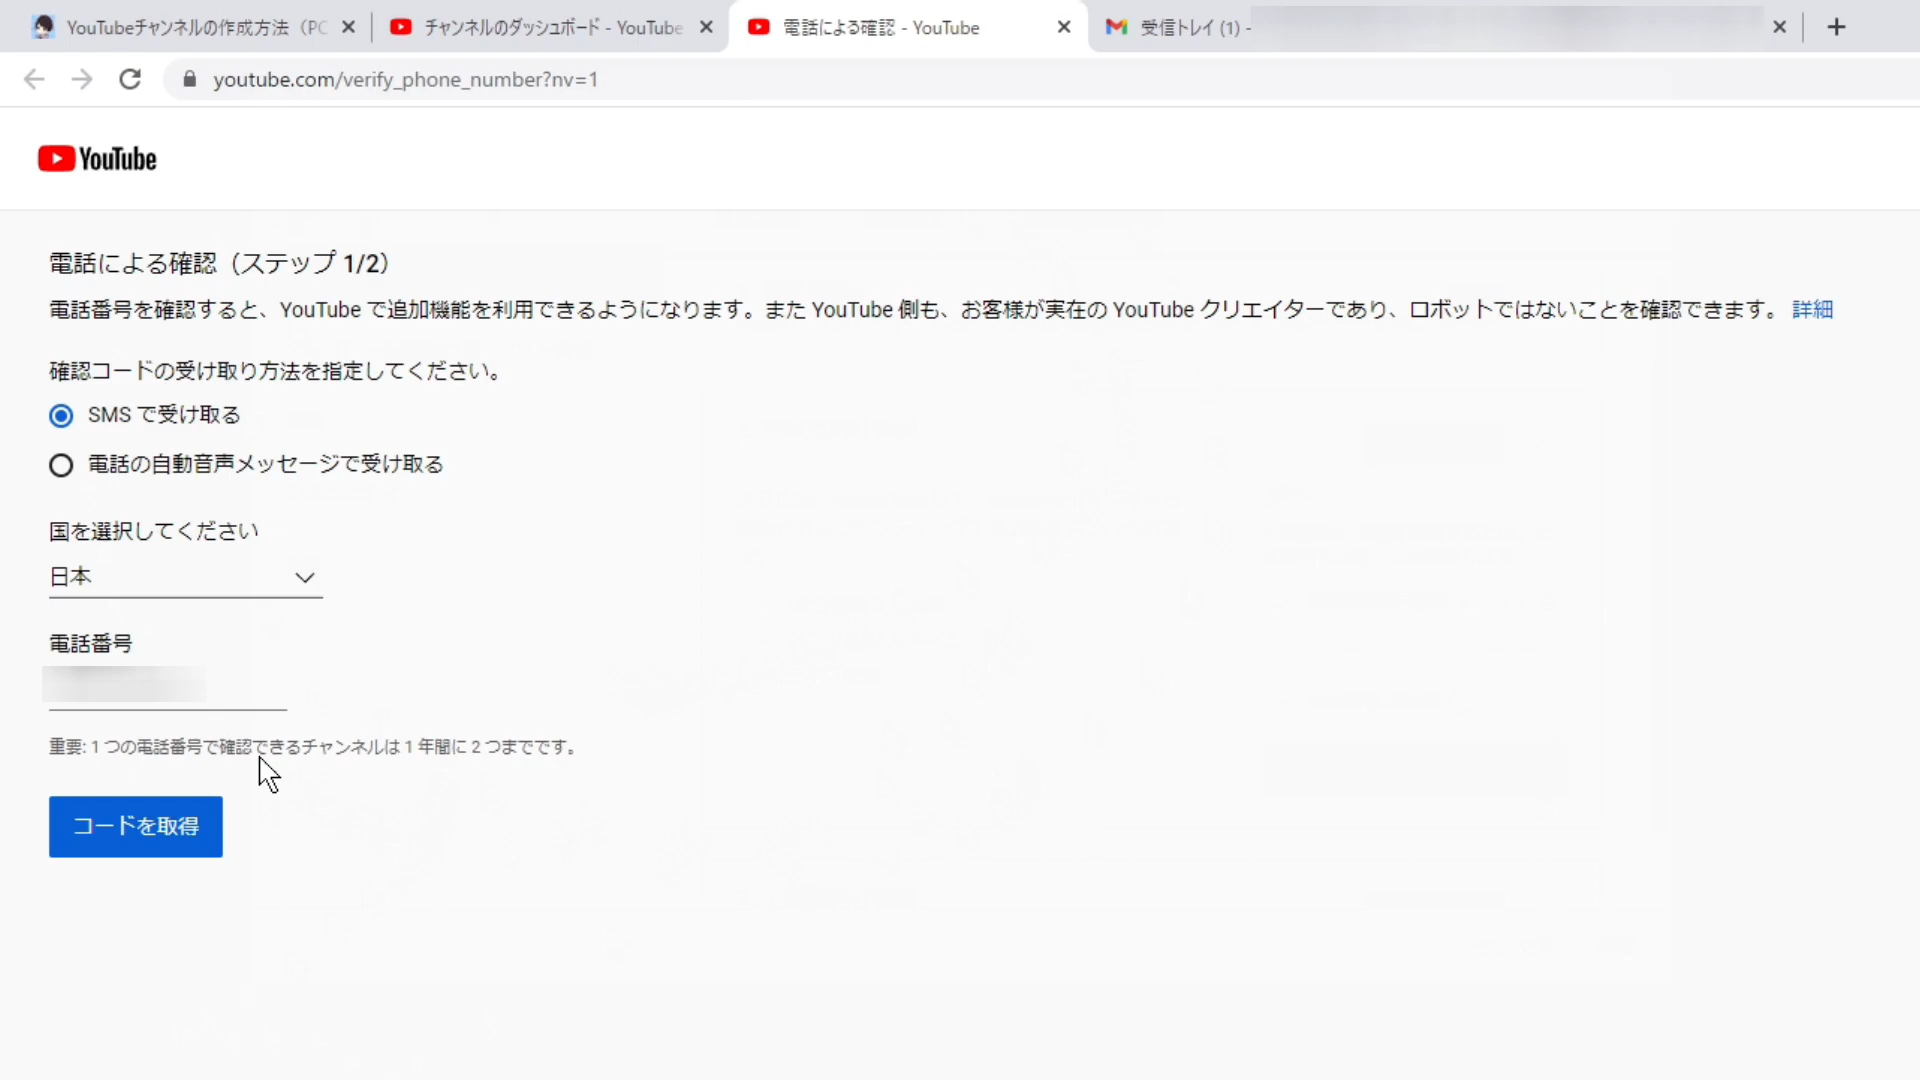 YouTubeチャンネルの作成方法（PC
チャンネルのダッシュボード - YouTube
電話による確認 - YouTube
受信トレイ (1) -
youtube.com/verify_phone_number?nv=1
YouTube
電話による確認（ステップ 1/2）
電話番号を確認すると、YouTube で追加機能を利用できるようになります。また YouTube 側も、お客様が実在の YouTube クリエイターであり、ロボットではないことを確認できます。 詳細
確認コードの受け取り方法を指定してください。
SMS で受け取る
電話の自動音声メッセージで受け取る
国を選択してください
日本
電話番号
重要: 1 つの電話番号で確認できるチャンネルは 1 年間に 2 つまでです。
コードを取得